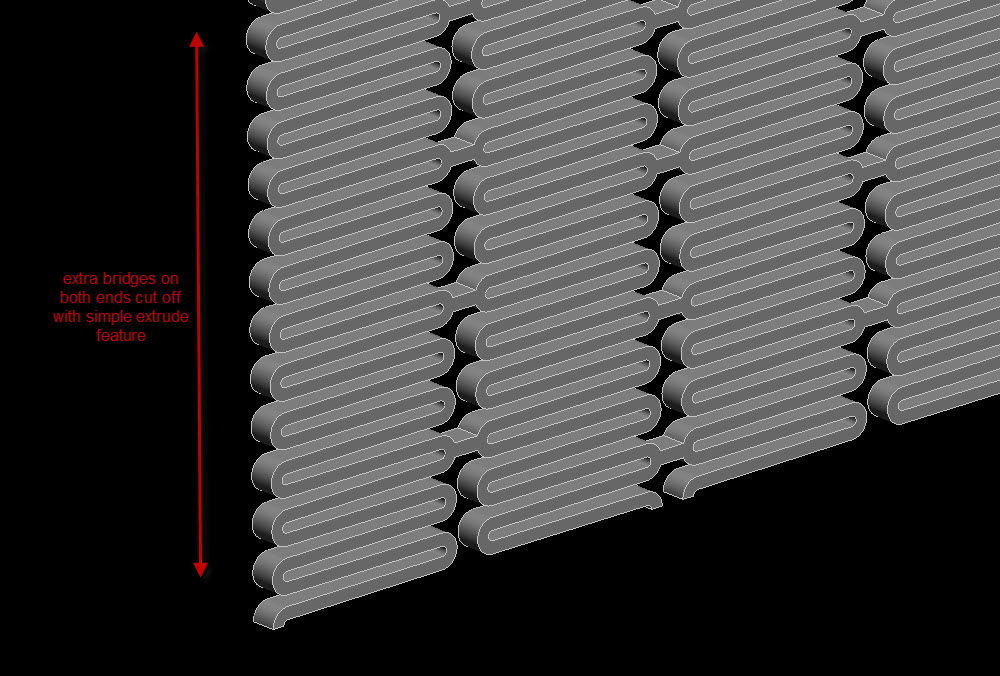 extra bridges on
both ends cut off
with simple extrude
feature